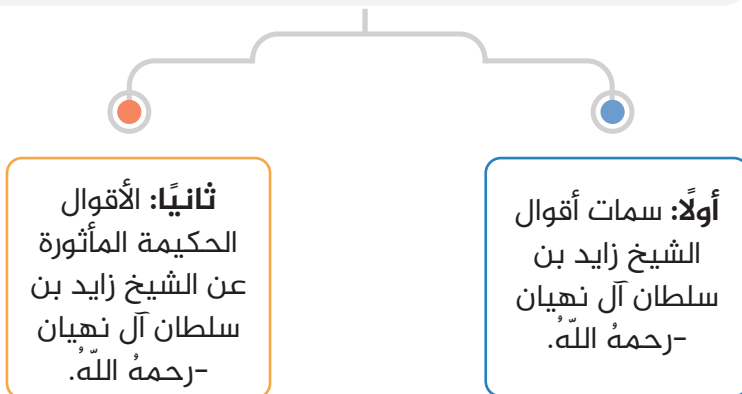 أولًا: سمات أقوال
الشيخ زايد بن
سلطان آل نهيان
-رحمهُ اللّهُ.
ثانيًا: الأقوال
الحكيمة المأثورة
عن الشيخ زايد بن
سلطان آل نهيان
-رحمهُ اللّهُ.